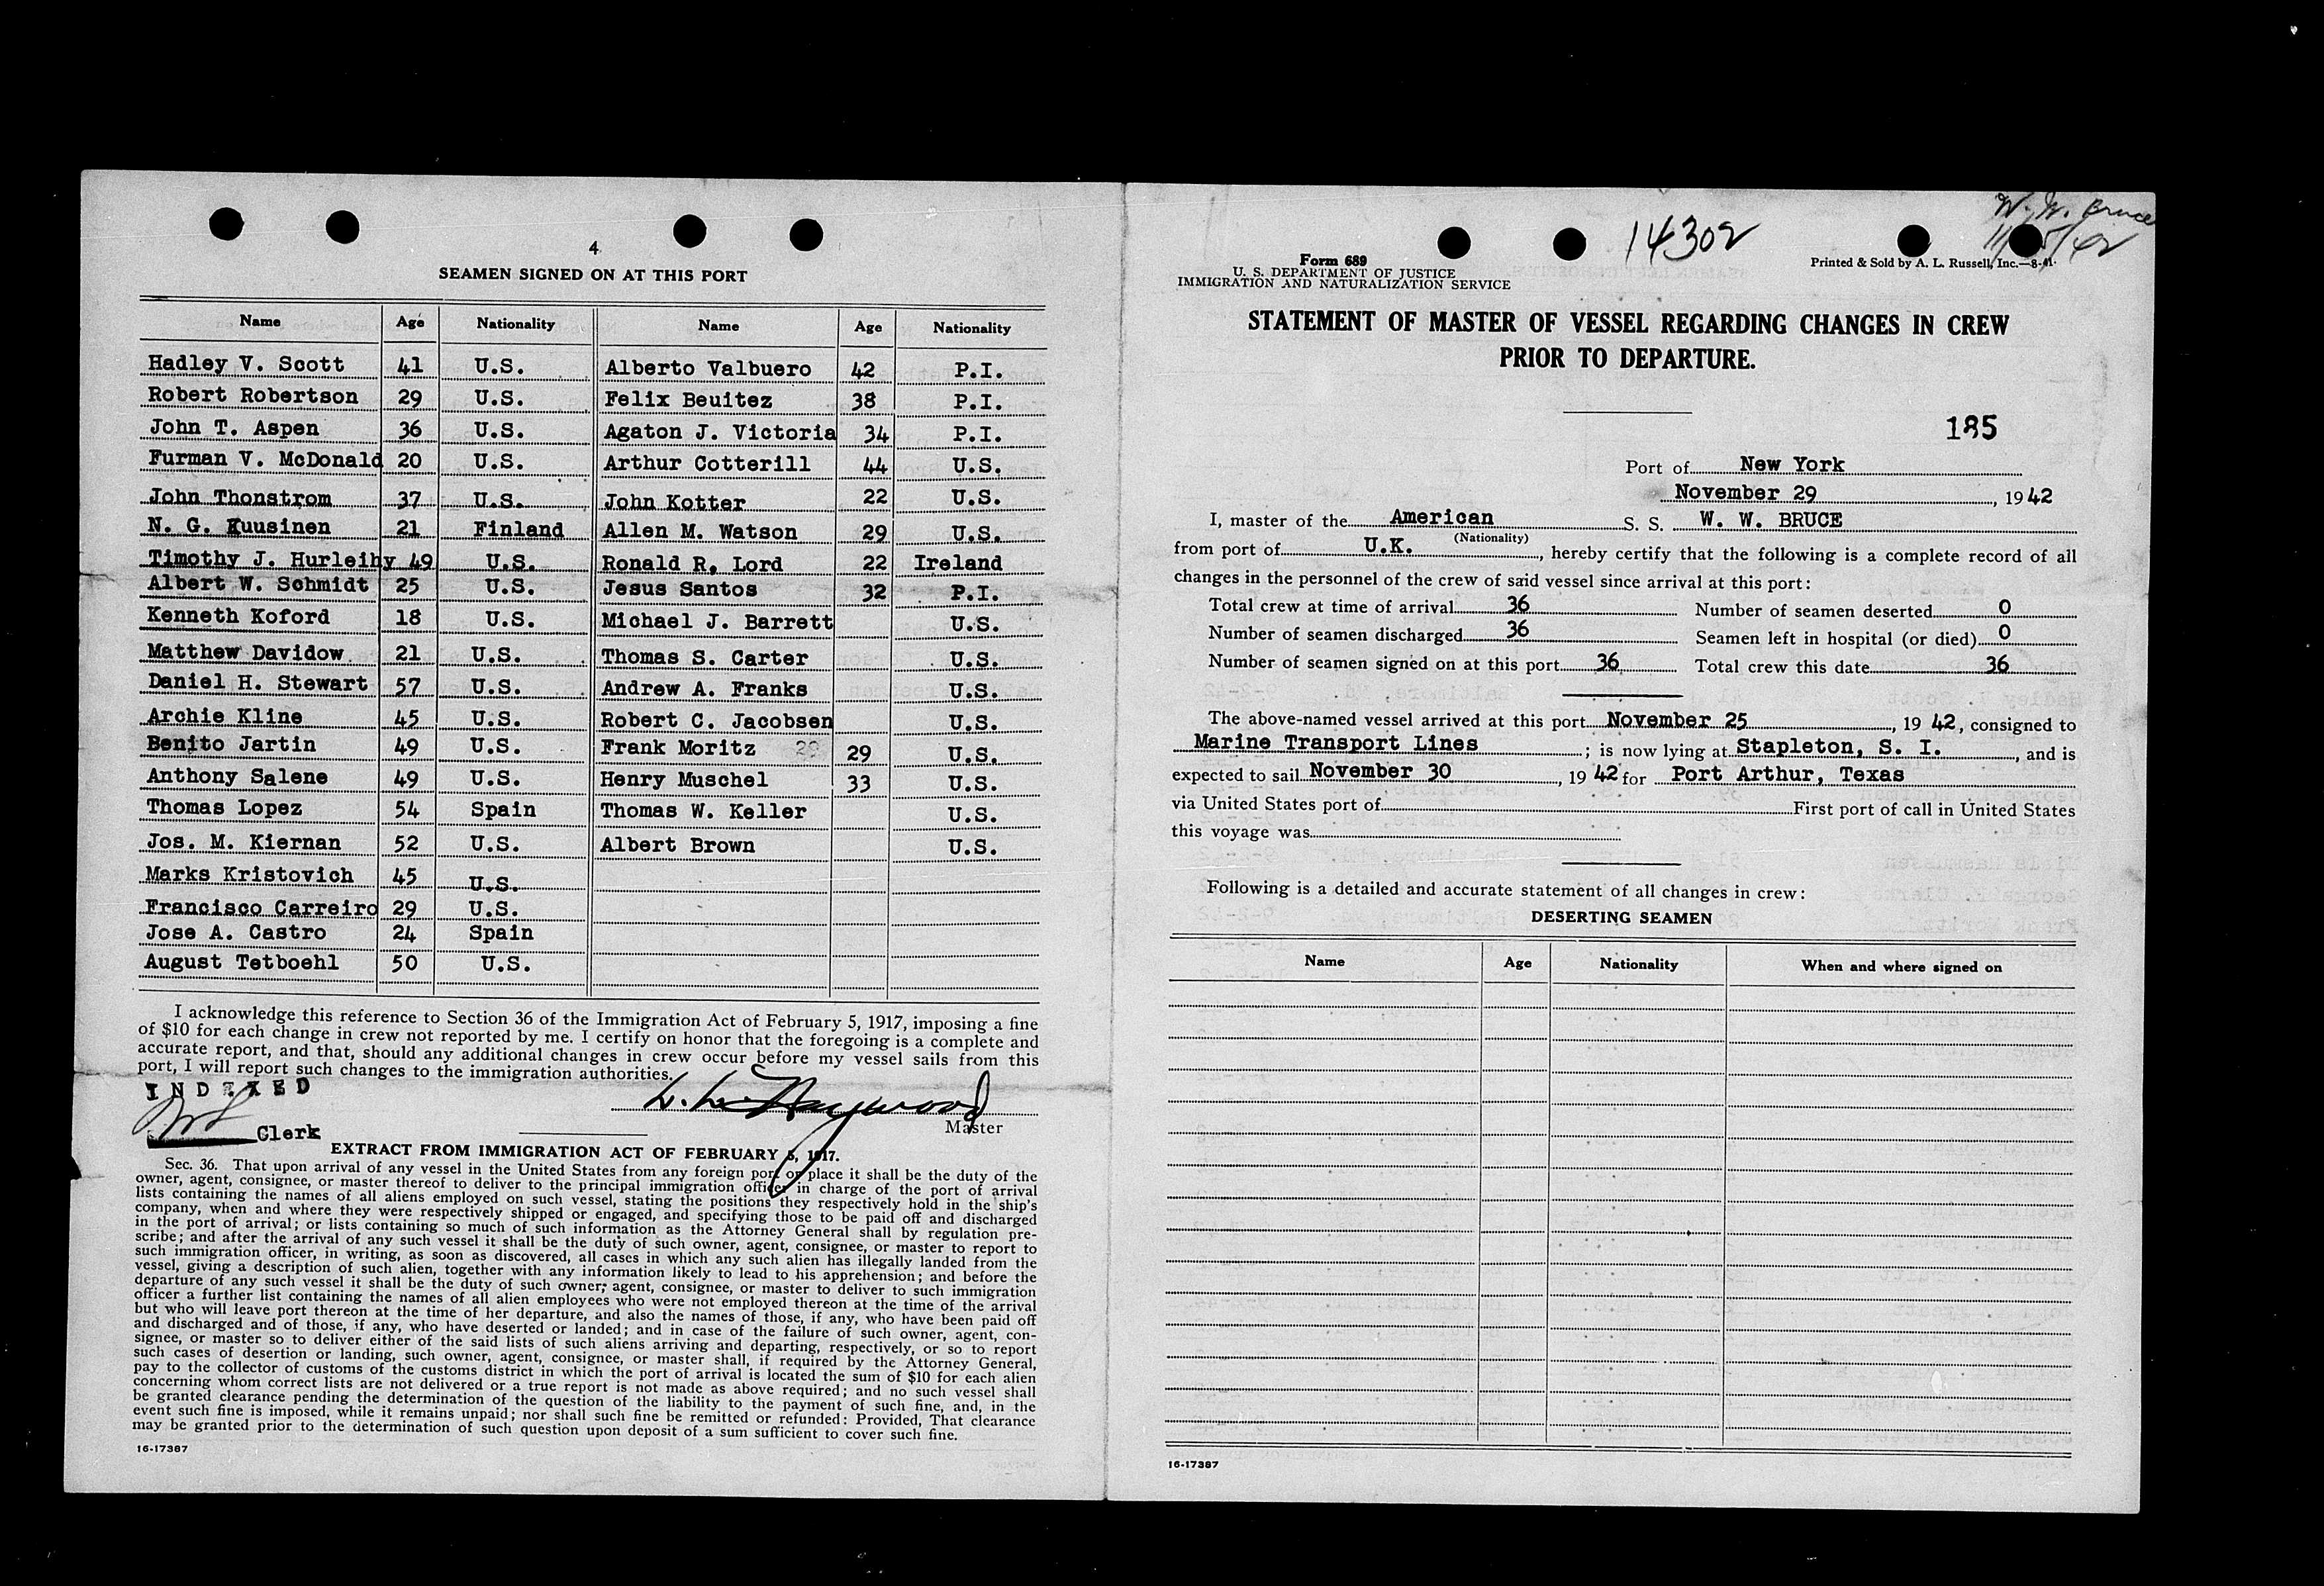 4
SEAMEN SIGNED ON AT THIS PORT
Name Age Nationality Name Age Nationality
Hadley V. Scott 41 U.S. Alberto Valbuero 42 P.I.
Robert Robertson 29 U.S. Felix Beuitez 38 P.I.
John T. Aspen 36 U.S. Agaton J. Victoria 34 P.I.
Furman V. McDonald 20 U.S. Arthur Cotterill 44 U.S.
John Thonstrom 37 U.S. John Kotter 22 U.S.
N. G. Kuusinen 21 Finland Allen M. Watson 29 U.S.
Timothy J. Hurleihy 49 U.S. Ronald R. Lord 22 Ireland
Albert W. Schmidt 25 U.S. Jesus Santos 32 P.I.
Kenneth Koford 18 U.S. Michael J. Barrett U.S.
Matthew Davidow 21 U.S. Thomas S. Carter U.S.
Daniel H. Stewart 57 U.S. Andrew A. Franks U.S.
Archie Kline 45 U.S. Robert C. Jacobsen U.S.
Benito Jartin 49 U.S. Frank Moritz 29 U.S.
Anthony Salene 49 U.S. Henry Muschel 33 U.S.
Thomas Lopez 54 Spain Thomas W. Keller U.S.
Jos. M. Kiernan 52 U.S. Albert Brown U.S.
Marks Kristovich 45 U.S.
Francisco Carreiro 29 U.S.
Jose A. Castro 24 Spain
August Tetboehl 50 U.S.
I acknowledge this reference to Section 36 of the Immigration Act of February 5, 1917, imposing a fine
of $10 for each change in crew not reported by me. I certify on honor that the foregoing is a complete and
accurate report, and that, should any additional changes in crew occur before my vessel sails from this
port, I will report such changes to the immigration authorities.
INDEXED
L. L. Haywood
Clerk
Master
EXTRACT FROM IMMIGRATION ACT OF FEBRUARY 5, 1917.
Sec. 36. That upon arrival of any vessel in the United States from any foreign port or place it shall be the duty of the
owner, agent, consignee, or master thereof to deliver to the principal immigration officer in charge of the port of arrival
lists containing the names of all aliens employed on such vessel, stating the positions they respectively hold in the ship's
company, when and where they were respectively shipped or engaged, and specifying those to be paid off and discharged
in the port of arrival; or lists containing so much of such information as the Attorney General shall by regulation pre-
scribe; and after the arrival of any such vessel it shall be the duty of such owner, agent, consignee, or master to report to
such immigration officer, in writing, as soon as discovered, all cases in which any such alien has illegally landed from the
vessel, giving a description of such alien, together with any information likely to lead to his apprehension; and before the
departure of any such vessel it shall be the duty of such owner, agent, consignee, or master to deliver to such immigration
officer a further list containing the names of all alien employees who were not employed thereon at the time of the arrival
but who will leave port thereon at the time of her departure, and also the names of those, if any, who have been paid off
and discharged and of those, if any, who have deserted or landed; and in case of the failure of such owner, agent, con-
signee, or master so to deliver either of the said lists of such aliens arriving and departing, respectively, or so to report
such cases of desertion or landing, such owner, agent, consignee, or master shall, if required by the Attorney General,
pay to the collector of customs of the customs district in which the port of arrival is located the sum of $10 for each alien
concerning whom correct lists are not delivered or a true report is not made as above required; and no such vessel shall
be granted clearance pending the determination of the question of the liability to the payment of such fine, and, in the
event such fine is imposed, while it remains unpaid; nor shall such fine be remitted or refunded: Provided, That clearance
may be granted prior to the determination of such question upon deposit of a sum sufficient to cover such fine.
16-17387
W. W. Bruce
14302
Form 689
U. S. DEPARTMENT OF JUSTICE
IMMIGRATION AND NATURALIZATION SERVICE
Printed & Sold by A. L. Russell, Inc.—8-41
STATEMENT OF MASTER OF VESSEL REGARDING CHANGES IN CREW
PRIOR TO DEPARTURE.
185
Port of New York
November 29, 1942
I, master of the American S. S. W. W. BRUCE
(Nationality)
from port of U.K., hereby certify that the following is a complete record of all
changes in the personnel of the crew of said vessel since arrival at this port:
Total crew at time of arrival 36 Number of seamen deserted 0
Number of seamen discharged 36 Seamen left in hospital (or died) 0
Number of seamen signed on at this port 36 Total crew this date 36
The above-named vessel arrived at this port November 25, 1942, consigned to
Marine Transport Lines; is now lying at Stapleton, S. I., and is
expected to sail November 30, 1942 for Port Arthur, Texas
via United States port of First port of call in United States
this voyage was
Following is a detailed and accurate statement of all changes in crew:
DESERTING SEAMEN
Name Age Nationality When and where signed on
16-17387